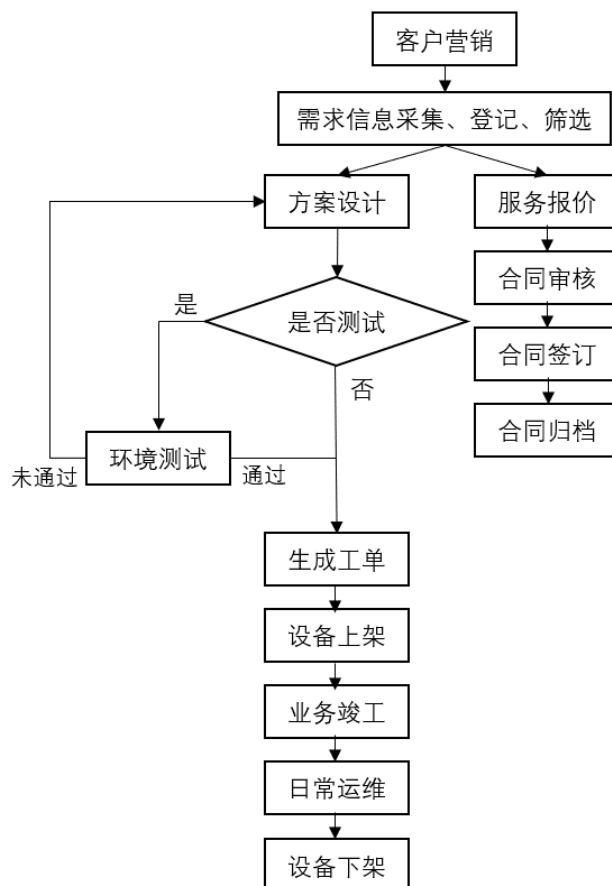 客户营销
需求信息采集、登记、筛选
方案设计
服务报价
合同审核
是
是否测试
合同签订
否
合同归档
环境测试
未通过
通过
生成工单
设备上架
业务竣工
日常运维
设备下架